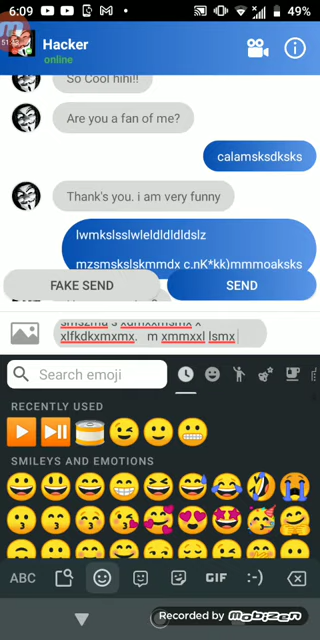 6:09
49%
Hacker
online
So Cool hihi!!
Are you a fan of me?
calamsksdksks
Thank's you. i am very funny
lwmkslsslwleldldldldslz
mzsmskslskmmdx c.nK*kk)mmmoaksks
FAKE SEND
SEND
xlfkdkxmxmx. m xmmxxl lsmx
Search emoji
RECENTLY USED
SMILEYS AND EMOTIONS
ABC
GIF
:-)
Recorded by mobizen